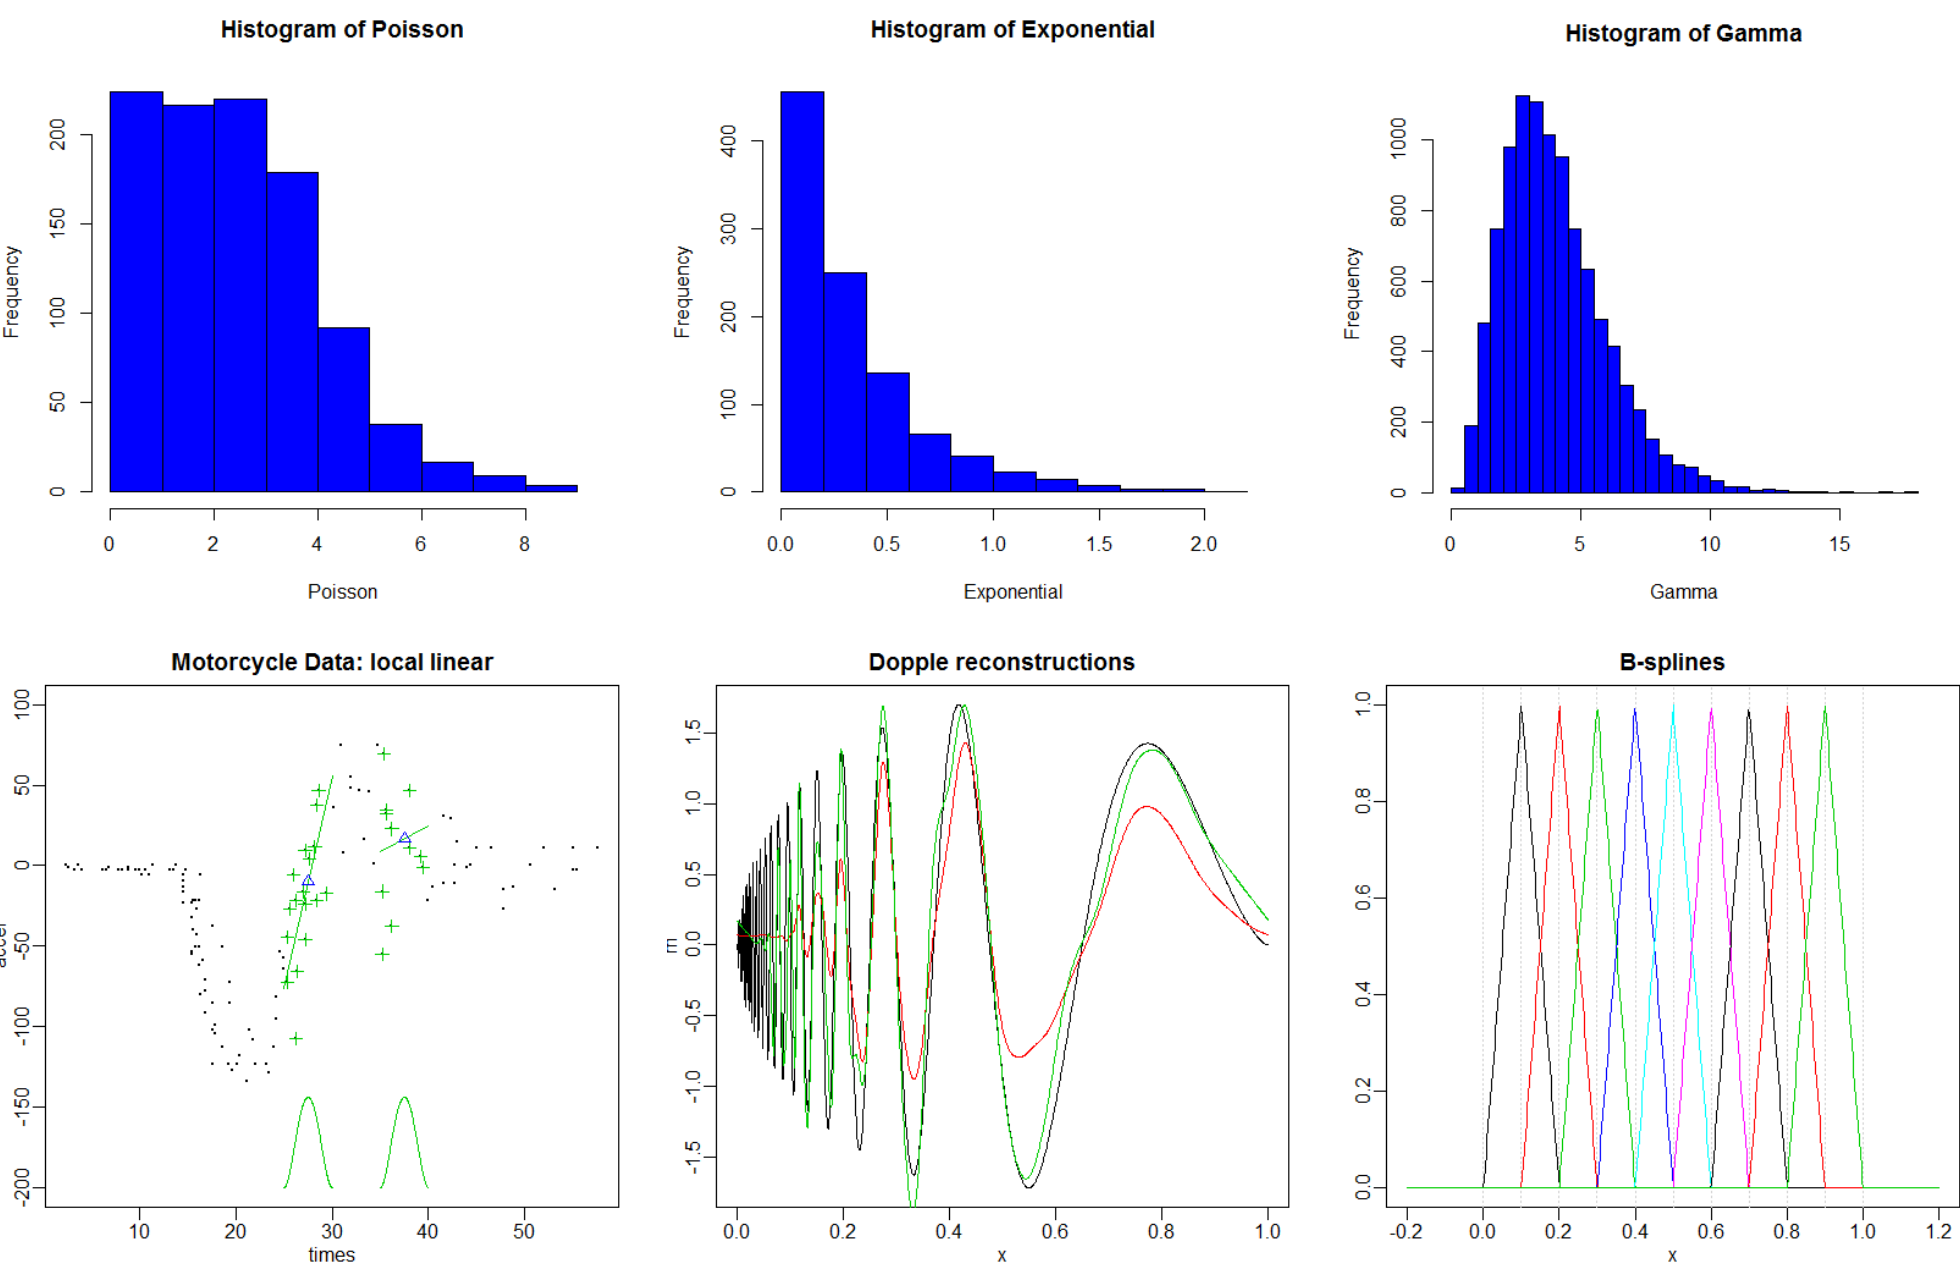 Histogram of Poisson
Histogram of Exponential
Histogram of Gamma
Frequency
0 50 100 150 200
0 2 4 6 8
Poisson
Frequency
0 100 200 300 400
0.0 0.5 1.0 1.5 2.0
Exponential
Frequency
0 200 400 600 800 1000
0 5 10 15
Gamma
Motorcycle Data: local linear
Dopple reconstructions
B-splines
accel
-200 -150 -100 -50 0 50 100
10 20 30 40 50
times
m
-1.5 -1.0 -0.5 0.0 0.5 1.0 1.5
0.0 0.2 0.4 0.6 0.8 1.0
x
0.0 0.2 0.4 0.6 0.8 1.0
-0.2 0.0 0.2 0.4 0.6 0.8 1.0 1.2
x